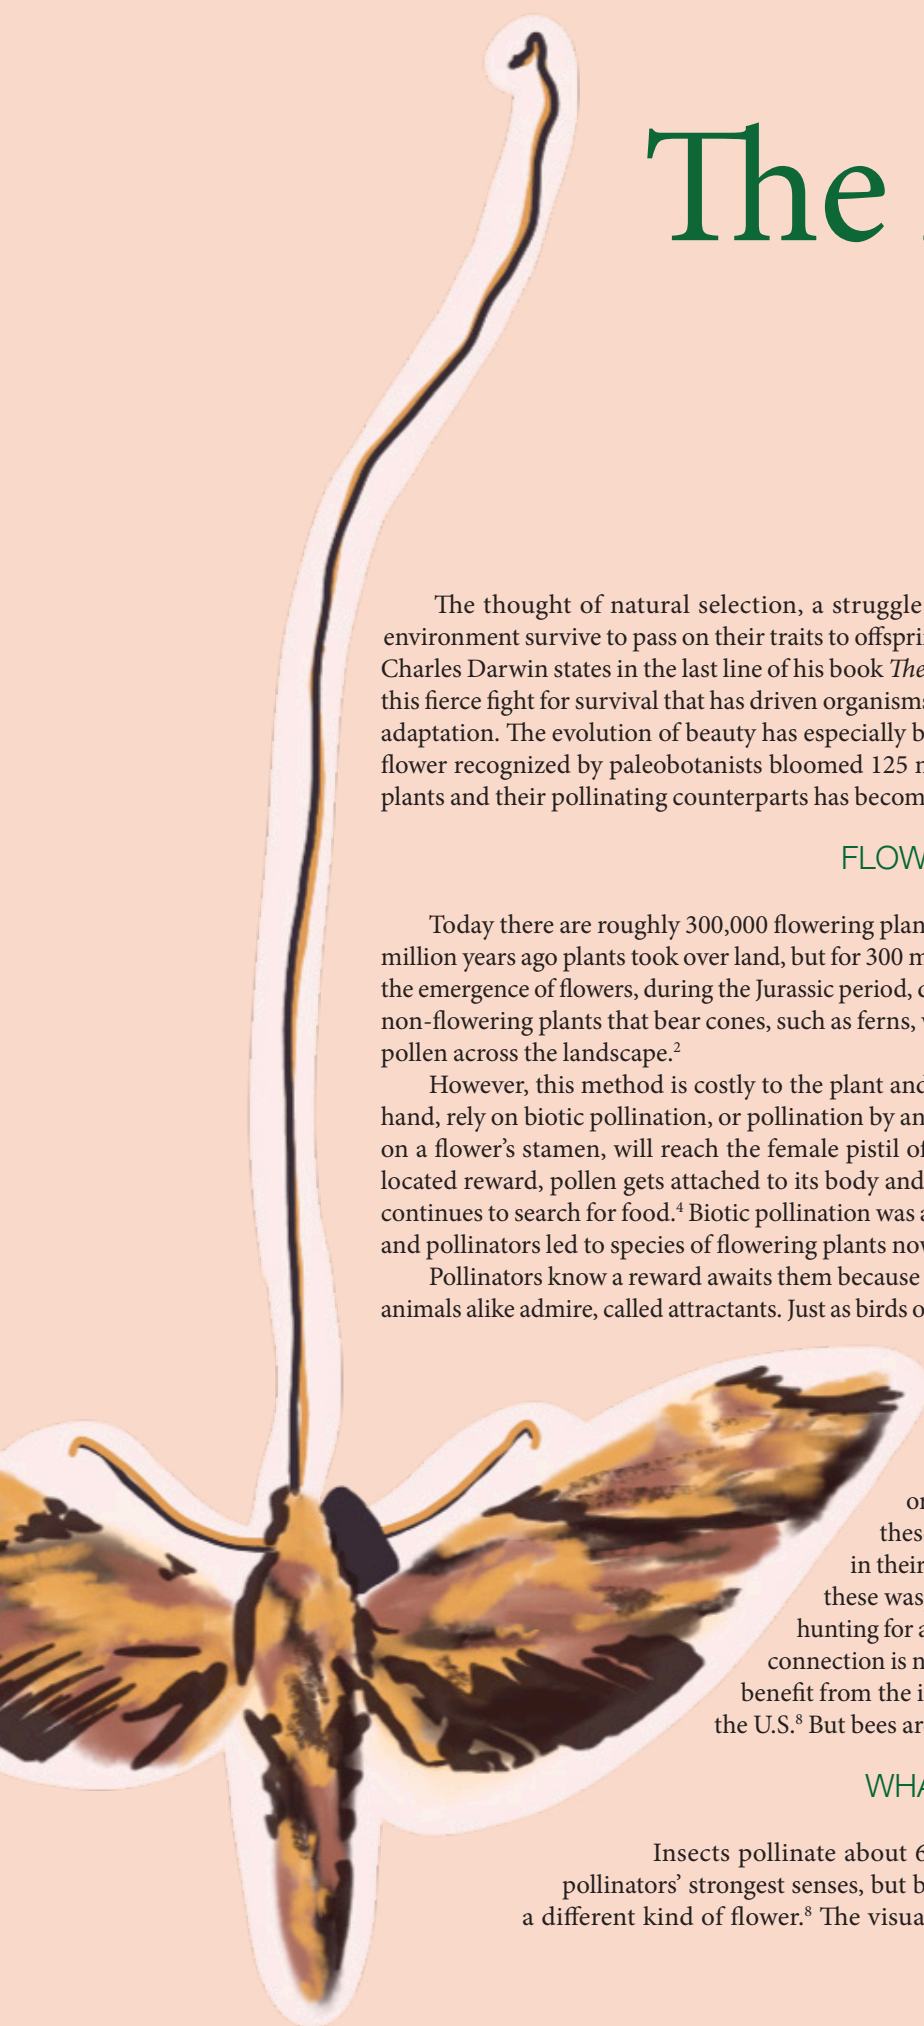 The
The thought of natural selection, a struggle
environment survive to pass on their traits to offspri
Charles Darwin states in the last line of his book The
this fierce fight for survival that has driven organisms
adaptation. The evolution of beauty has especially b
flower recognized by paleobotanists bloomed 125 m
plants and their pollinating counterparts has becom
FLOW
Today there are roughly 300,000 flowering plan
million years ago plants took over land, but for 300 m
the emergence of flowers, during the Jurassic period,
non-flowering plants that bear cones, such as ferns,
pollen across the landscape.²
However, this method is costly to the plant and
hand, rely on biotic pollination, or pollination by an
on a flower’s stamen, will reach the female pistil of
located reward, pollen gets attached to its body and
continues to search for food.⁴ Biotic pollination was a
and pollinators led to species of flowering plants now
Pollinators know a reward awaits them because
animals alike admire, called attractants. Just as birds o
or
thes
in their
these was
hunting for a
connection is n
benefit from the i
the U.S.⁸ But bees ar
WHA
Insects pollinate about 6
pollinators’ strongest senses, but b
a different kind of flower.⁸ The visua